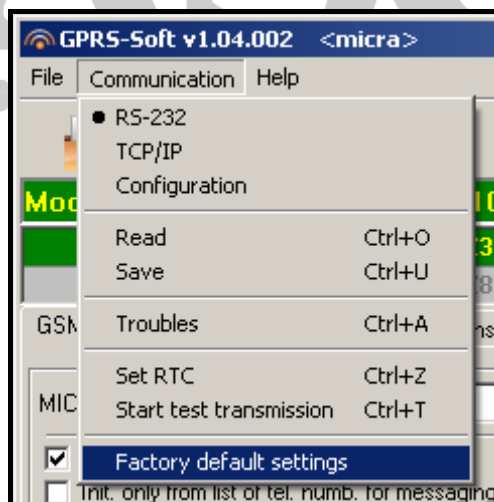 GPRS-Soft v1.04.002 <micra>
File Communication Help
RS-232
TCP/IP
Configuration
Read Ctrl+O
Save Ctrl+U
GSM
Troubles Ctrl+A
Set RTC Ctrl+Z
MIC
Start test transmission Ctrl+T
Factory default settings
Init. only from list of tel. numb. for messaging